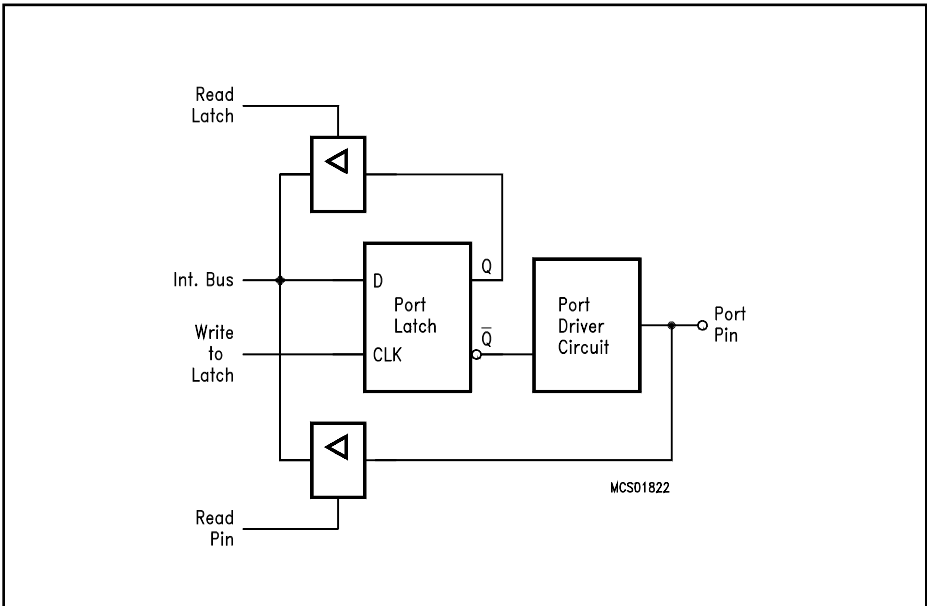 Read
Latch
Int. Bus
D
Q
Port
Latch
Write
to
Latch
CLK
Q̅
Port
Driver
Circuit
Port
Pin
MCS01822
Read
Pin